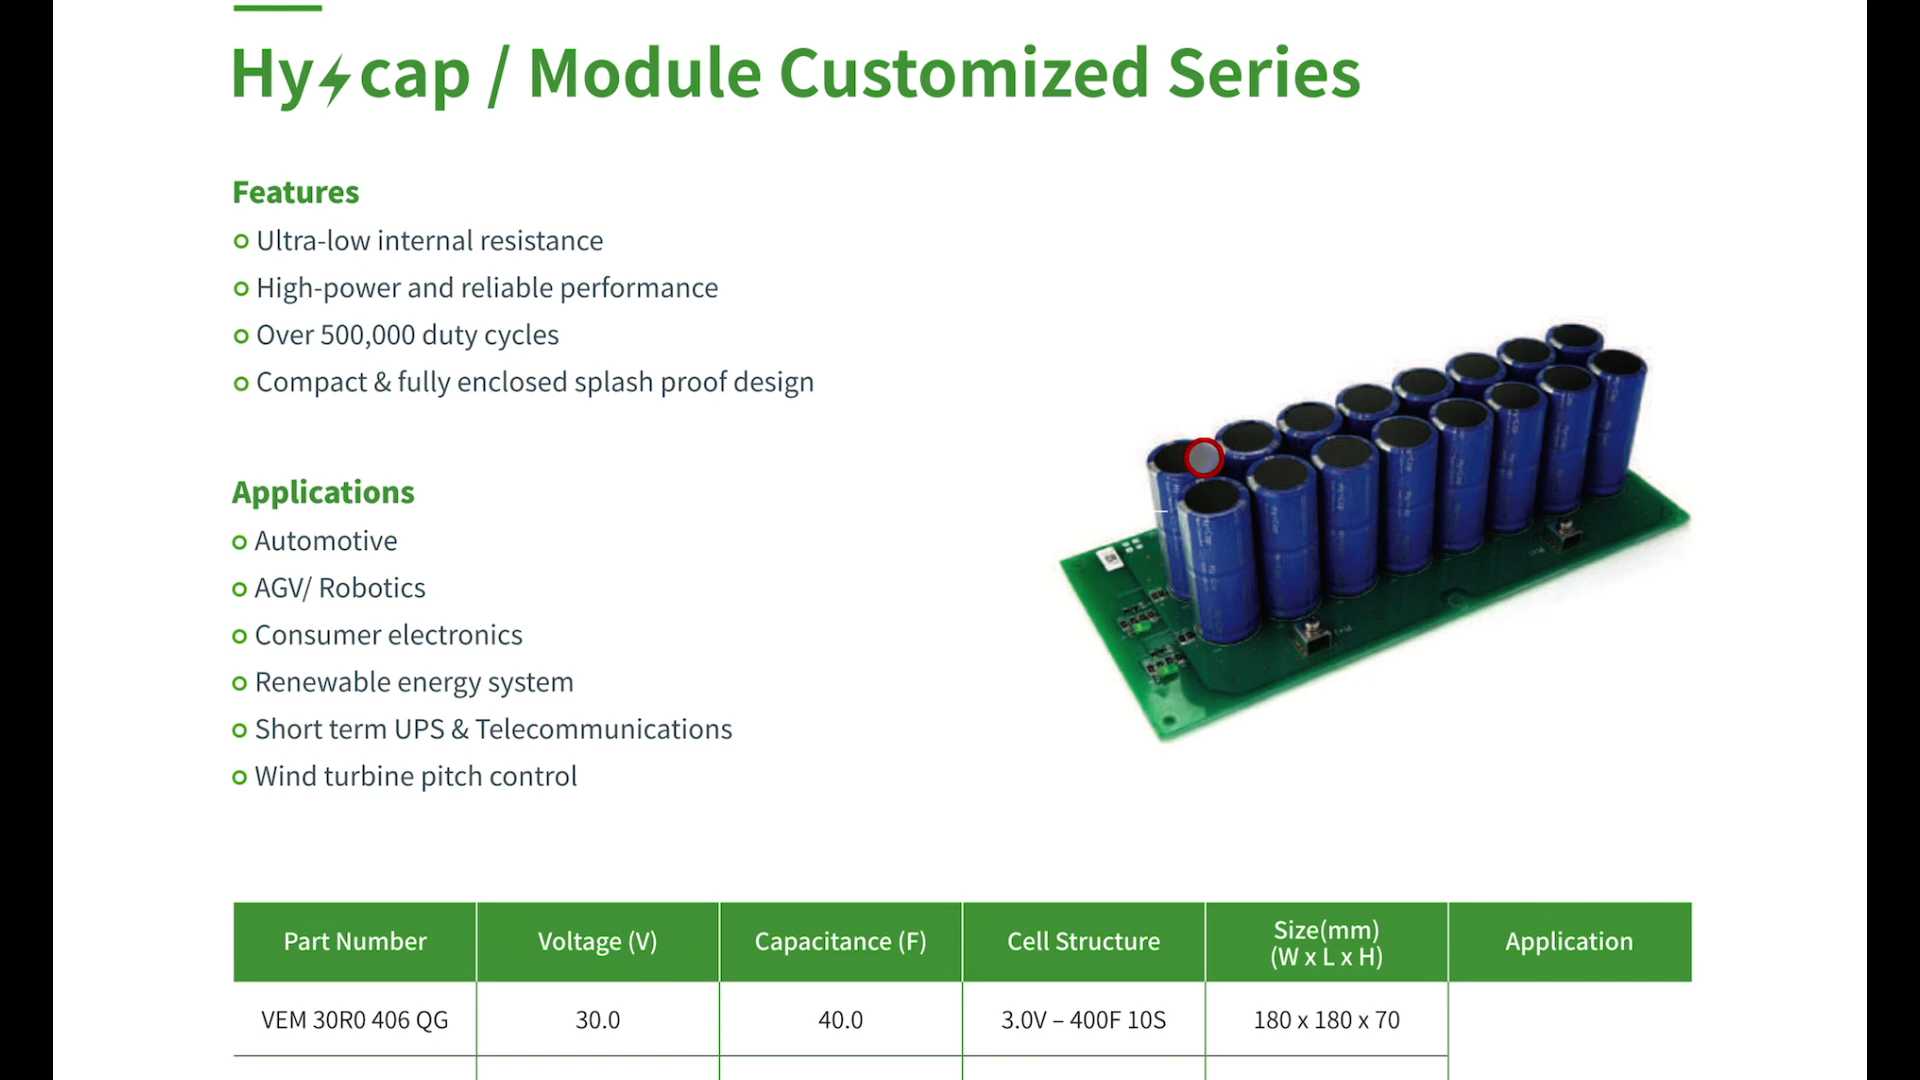 Hy cap / Module Customized Series
Features
Ultra-low internal resistance
High-power and reliable performance
Over 500,000 duty cycles
Compact & fully enclosed splash proof design
Applications
Automotive
AGV/ Robotics
Consumer electronics
Renewable energy system
Short term UPS & Telecommunications
Wind turbine pitch control
Part Number Voltage (V) Capacitance (F) Cell Structure Size(mm) (W x L x H) Application
VEM 30R0 406 QG 30.0 40.0 3.0V – 400F 10S 180 x 180 x 70